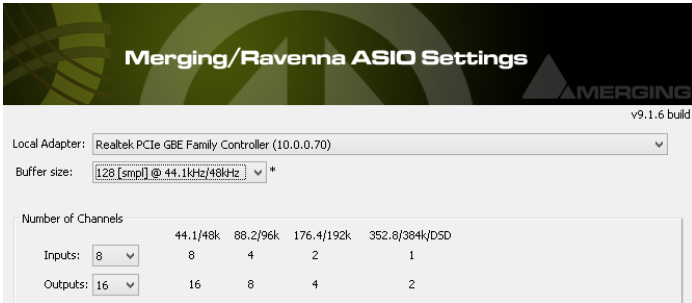 Merging/Ravenna ASIO Settings
MERGING
v9.1.6 build
Local Adapter: Realtek PCIe GBE Family Controller (10.0.0.70)
Buffer size: 128 [smpl] @ 44.1kHz/48kHz *
Number of Channels
44.1/48k 88.2/96k 176.4/192k 352.8/384k/DSD
Inputs: 8 8 4 2 1
Outputs: 16 16 8 4 2